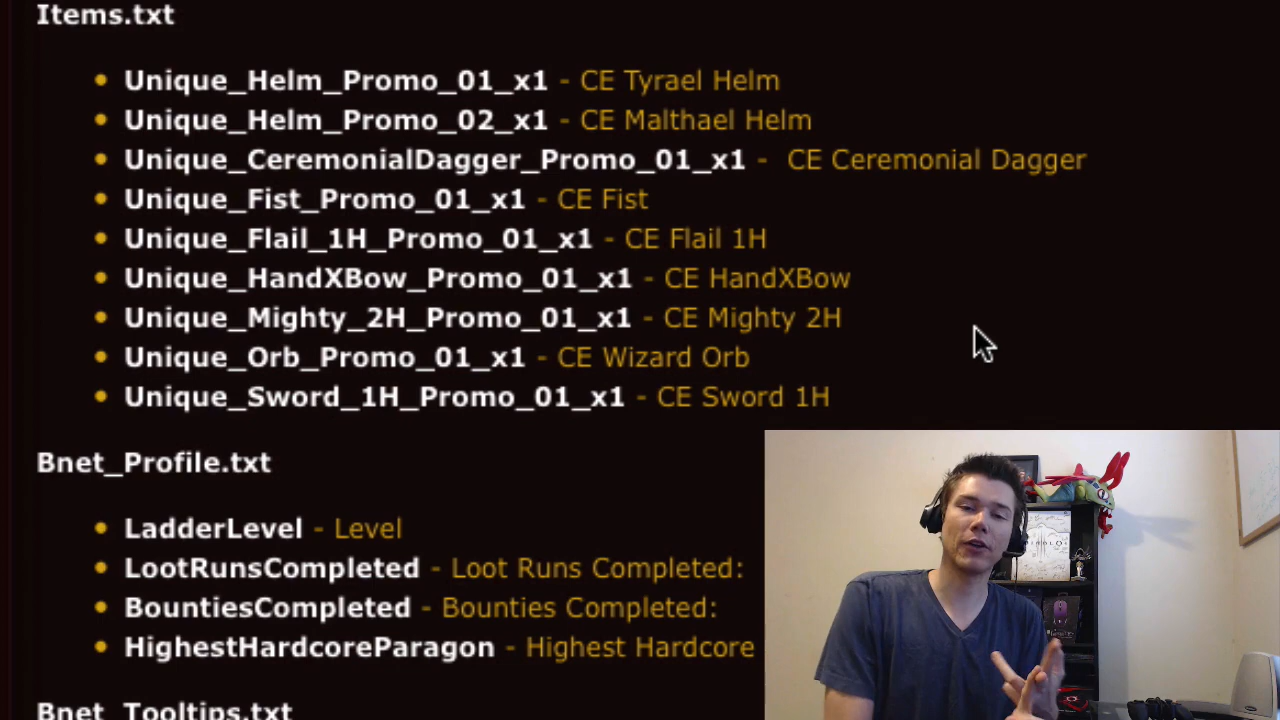 Items.txt
Unique_Helm_Promo_01_x1 - CE Tyrael Helm
Unique_Helm_Promo_02_x1 - CE Malthael Helm
Unique_CeremonialDagger_Promo_01_x1 - CE Ceremonial Dagger
Unique_Fist_Promo_01_x1 - CE Fist
Unique_Flail_1H_Promo_01_x1 - CE Flail 1H
Unique_HandXBow_Promo_01_x1 - CE HandXBow
Unique_Mighty_2H_Promo_01_x1 - CE Mighty 2H
Unique_Orb_Promo_01_x1 - CE Wizard Orb
Unique_Sword_1H_Promo_01_x1 - CE Sword 1H
Bnet_Profile.txt
LadderLevel - Level
LootRunsCompleted - Loot Runs Completed:
BountiesCompleted - Bounties Completed:
HighestHardcoreParagon - Highest Hardcore
Bnet_Tooltips.txt
DIABLO